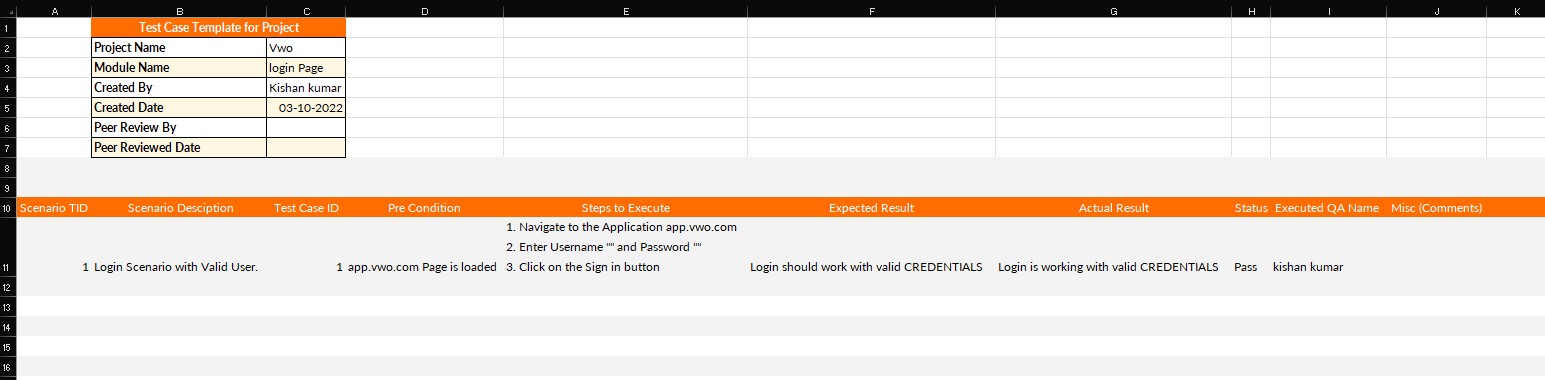 A B C D E F G H I J K
1 Test Case Template for Project
2 Project Name Vwo
3 Module Name login Page
4 Created By Kishan kumar
5 Created Date 03-10-2022
6 Peer Review By
7 Peer Reviewed Date
8
9
10 Scenario TID Scenario Desciption Test Case ID Pre Condition Steps to Execute Expected Result Actual Result Status Executed QA Name Misc (Comments)
1. Navigate to the Application app.vwo.com
2. Enter Username "" and Password ""
11 1 Login Scenario with Valid User. 1 app.vwo.com Page is loaded 3. Click on the Sign in button Login should work with valid CREDENTIALS Login is working with valid CREDENTIALS Pass kishan kumar
12
13
14
15
16